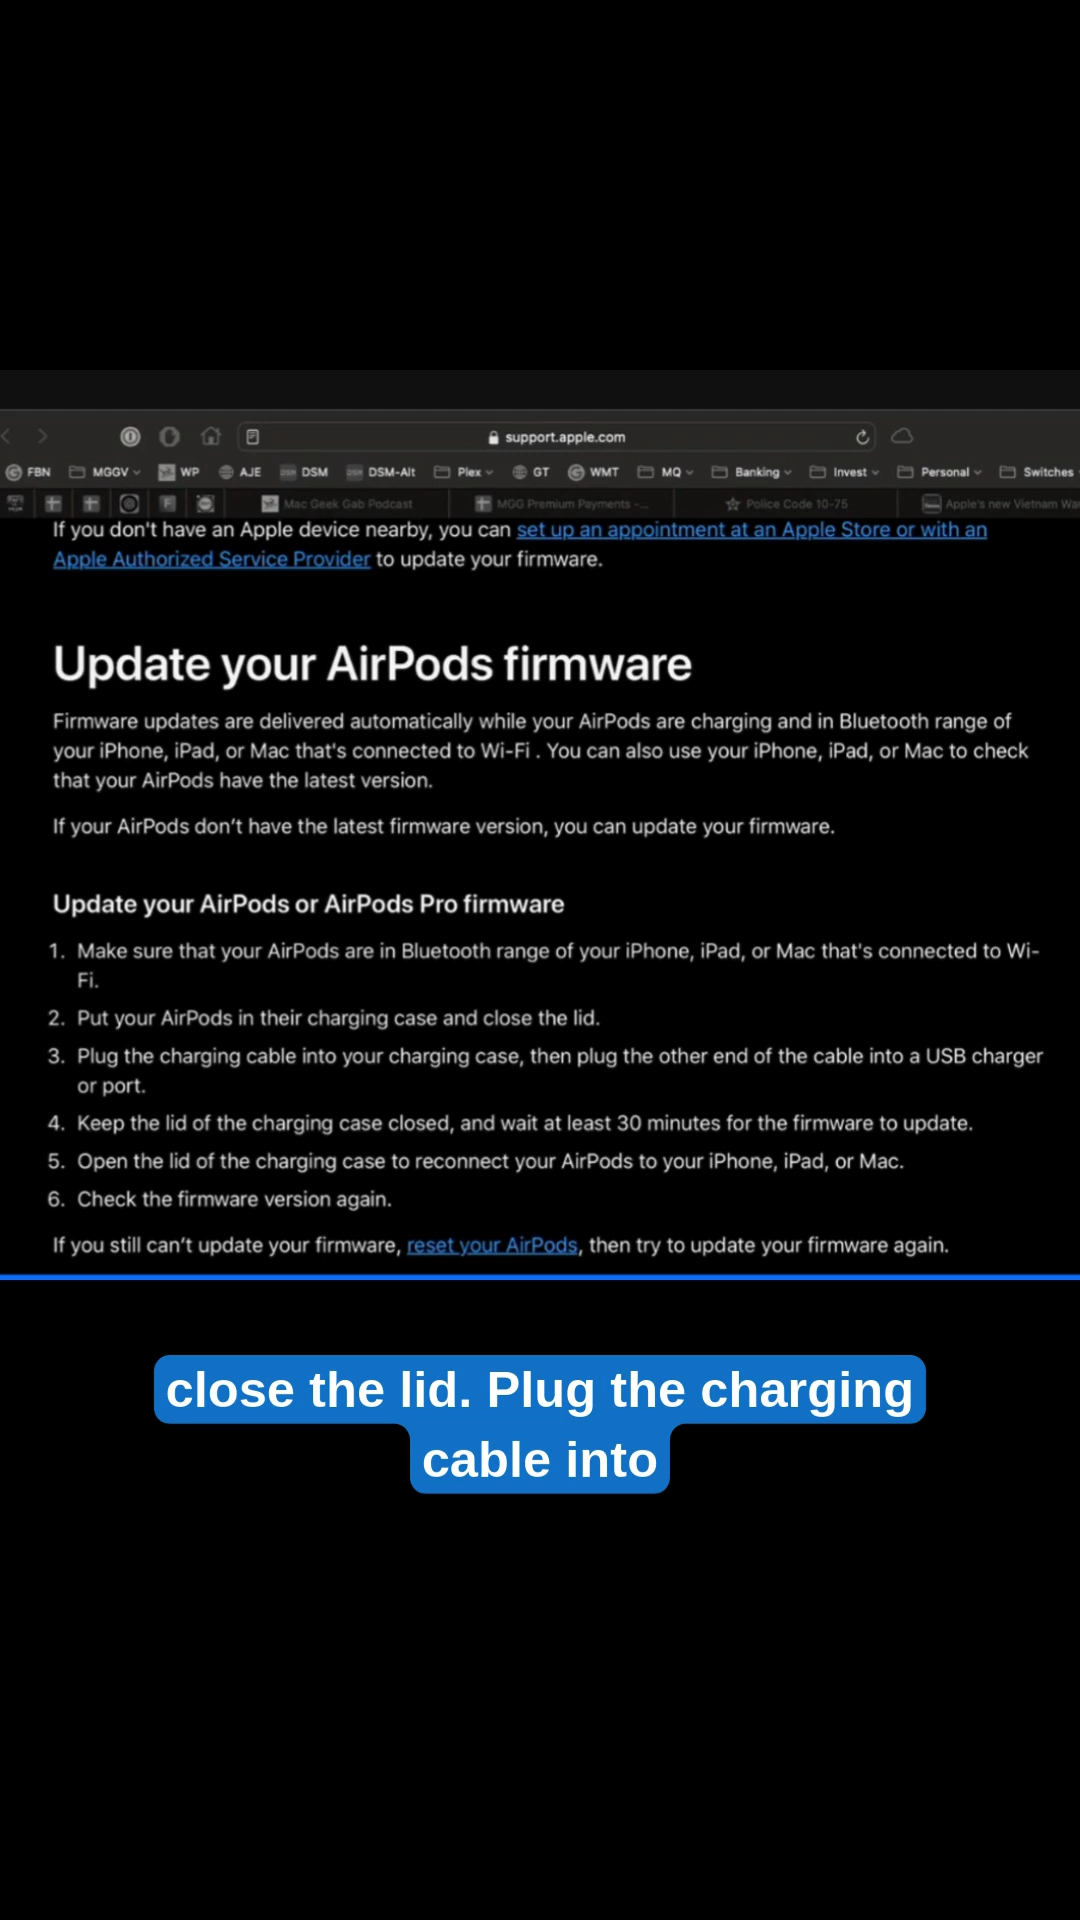 support.apple.com
FBN MGGV WP AJE DSM DSM-Alt Plex GT WMT MQ Banking Invest Personal Switches
F Mac Geek Gab Podcast MGG Premium Payments -... Police Code 10-75 Apple's new Vietnam Wa
If you don't have an Apple device nearby, you can set up an appointment at an Apple Store or with an
Apple Authorized Service Provider to update your firmware.
Update your AirPods firmware
Firmware updates are delivered automatically while your AirPods are charging and in Bluetooth range of
your iPhone, iPad, or Mac that's connected to Wi-Fi . You can also use your iPhone, iPad, or Mac to check
that your AirPods have the latest version.
If your AirPods don’t have the latest firmware version, you can update your firmware.
Update your AirPods or AirPods Pro firmware
1. Make sure that your AirPods are in Bluetooth range of your iPhone, iPad, or Mac that's connected to Wi-
Fi.
2. Put your AirPods in their charging case and close the lid.
3. Plug the charging cable into your charging case, then plug the other end of the cable into a USB charger
or port.
4. Keep the lid of the charging case closed, and wait at least 30 minutes for the firmware to update.
5. Open the lid of the charging case to reconnect your AirPods to your iPhone, iPad, or Mac.
6. Check the firmware version again.
If you still can’t update your firmware, reset your AirPods, then try to update your firmware again.
close the lid. Plug the charging
cable into